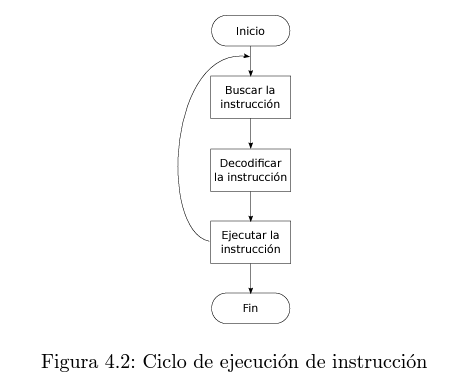 Inicio
Buscar la
instrucción
Decodificar
la instrucción
Ejecutar la
instrucción
Fin
Figura 4.2: Ciclo de ejecución de instrucción